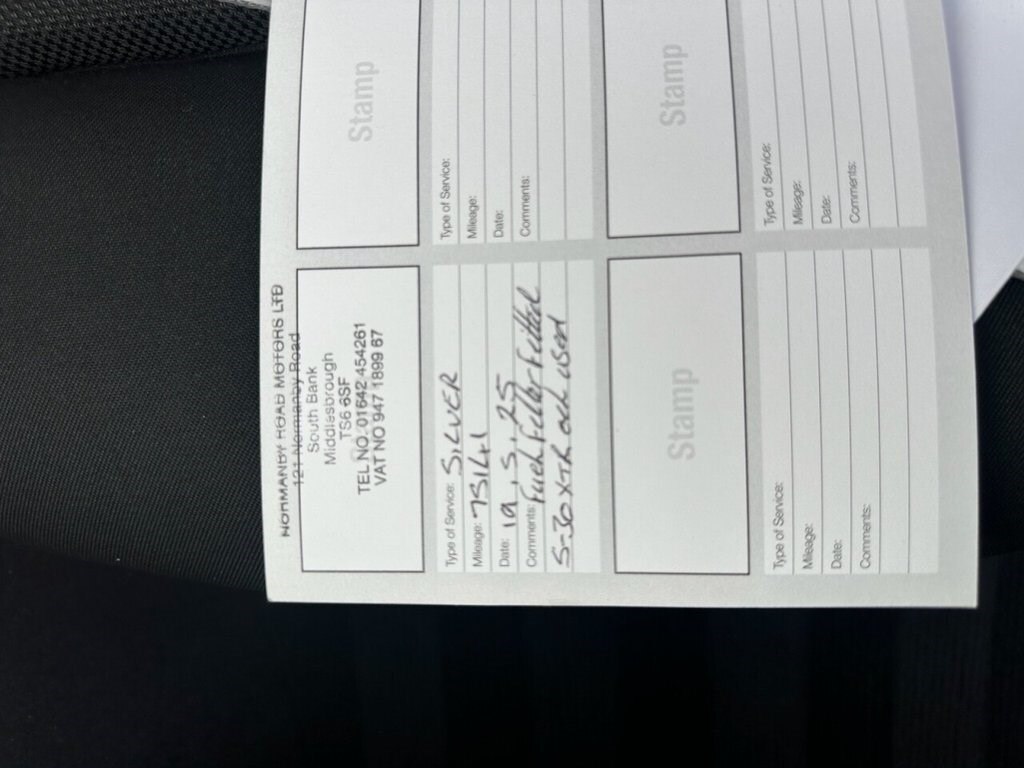 NORMANBY ROAD MOTORS LTD
121 Normanby Road
South Bank
Middlesbrough
TS6 6SF
TEL NO. 01642 454261
VAT NO 947 1899 67
Type of Service: SILVER
Mileage: 73141
Date: 19.5.25
Comments: Fuel Filter Fitted
5-30 XTR oil used
Stamp
Type of Service:
Mileage:
Date:
Comments:
Stamp
Type of Service:
Mileage:
Date:
Comments:
Stamp
Type of Service:
Mileage:
Date:
Comments: